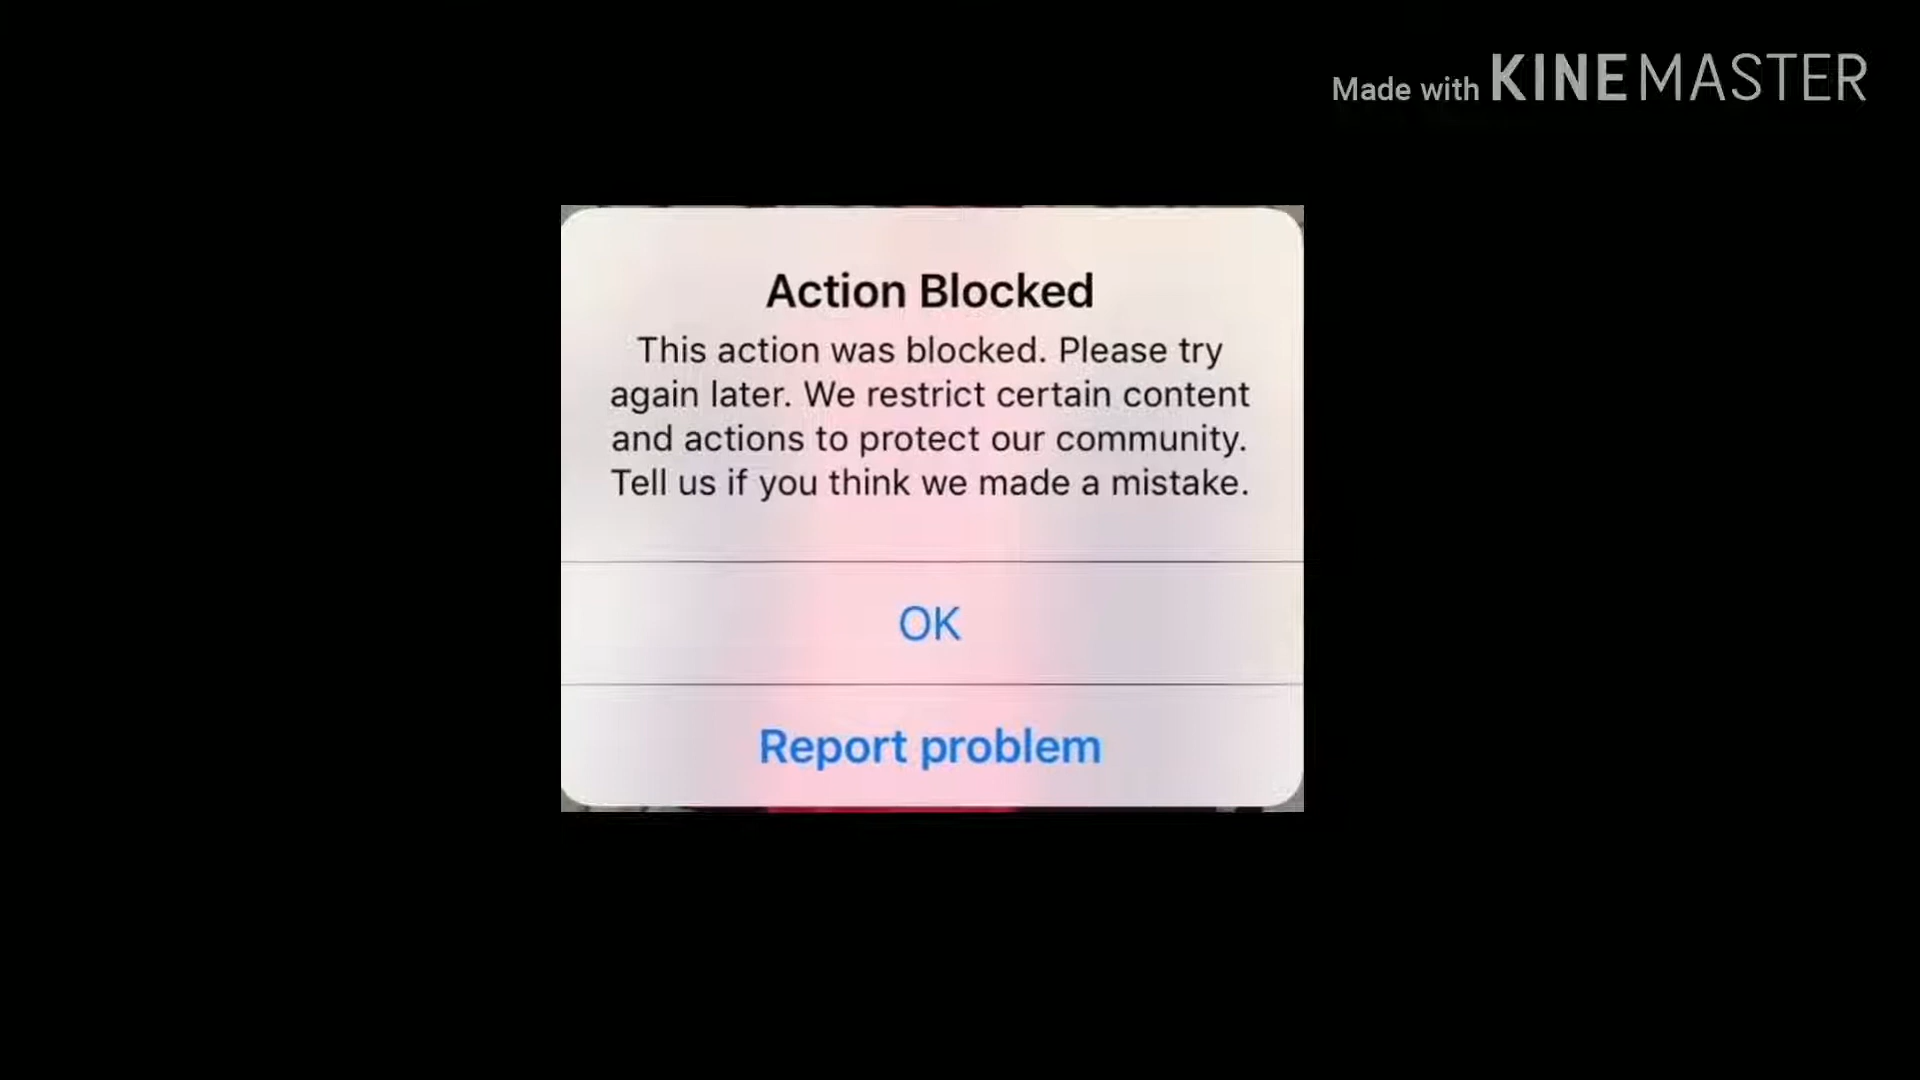 Made with KINEMASTER
Action Blocked
This action was blocked. Please try
again later. We restrict certain content
and actions to protect our community.
Tell us if you think we made a mistake.
OK
Report problem